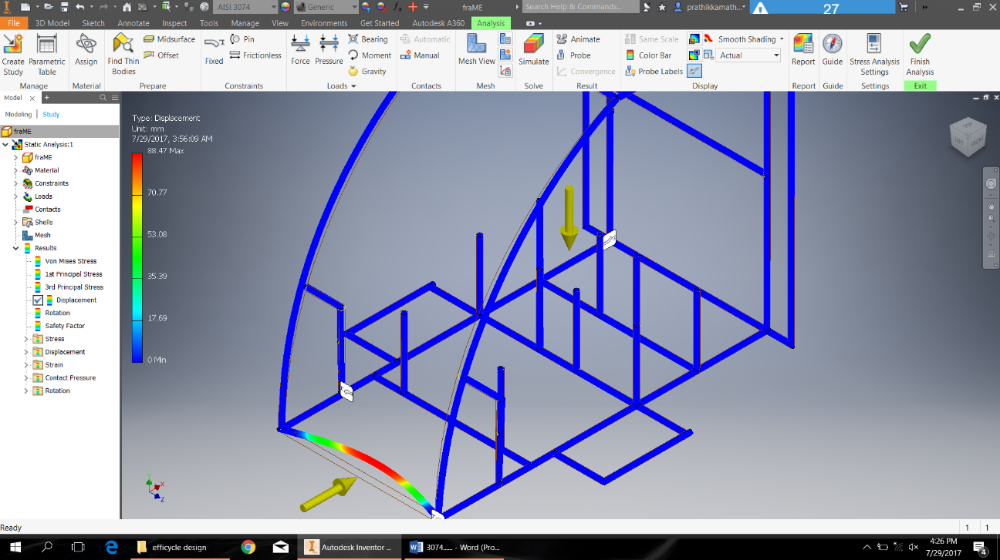 PRO
AISI 3074
Generic
fraME
Search Help & Commands...
prathikkamath...
27
File 3D Model Sketch Annotate Inspect Tools Manage View Environments Get Started Autodesk A360 Analysis
Create Study
Parametric Table
Manage
Assign
Material
Find Thin Bodies
Midsurface
Offset
Prepare
Fixed
Pin
Frictionless
Constraints
Force
Pressure
Bearing
Moment
Gravity
Loads
Automatic
Manual
Contacts
Mesh View
Mesh
Simulate
Solve
Animate
Probe
Convergence
Result
Same Scale
Color Bar
Probe Labels
Smooth Shading
Actual
Display
Report
Report
Guide
Guide
Stress Analysis Settings
Settings
Finish Analysis
Exit
Model
Modeling Study
fraME
Static Analysis:1
fraME
Material
Constraints
Loads
Contacts
Shells
Mesh
Results
Von Mises Stress
1st Principal Stress
3rd Principal Stress
Displacement
Rotation
Safety Factor
Stress
Displacement
Strain
Contact Pressure
Rotation
Type: Displacement
Unit: mm
7/29/2017, 3:56:09 AM
88.47 Max
70.77
53.08
35.39
17.69
0 Min
TOP
LEFT
FRONT
Y
X
Z
Ready
1 1
efficycle design
Autodesk Inventor ...
3074...... - Word (Pro...
4:26 PM
7/29/2017
4